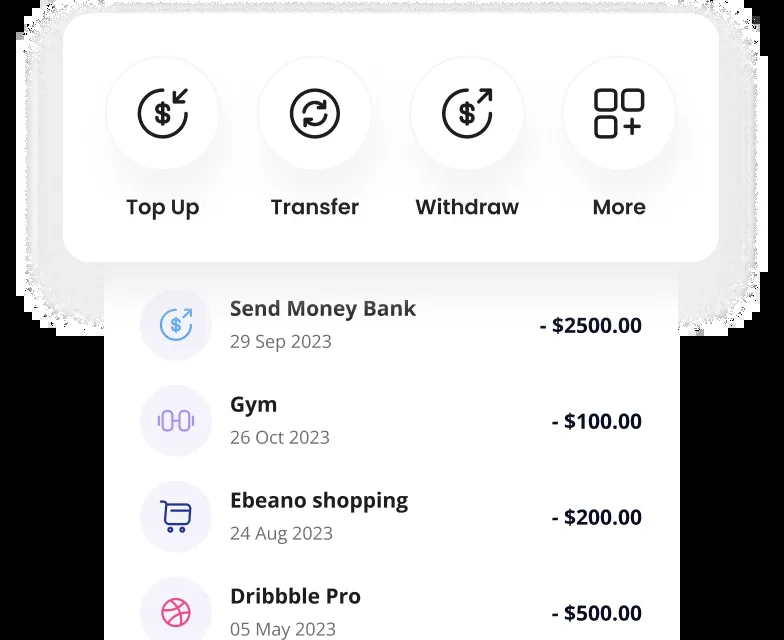 Top Up Transfer Withdraw More
Send Money Bank
29 Sep 2023
- $2500.00
Gym
26 Oct 2023
- $100.00
Ebeano shopping
24 Aug 2023
- $200.00
Dribbble Pro
05 May 2023
- $500.00